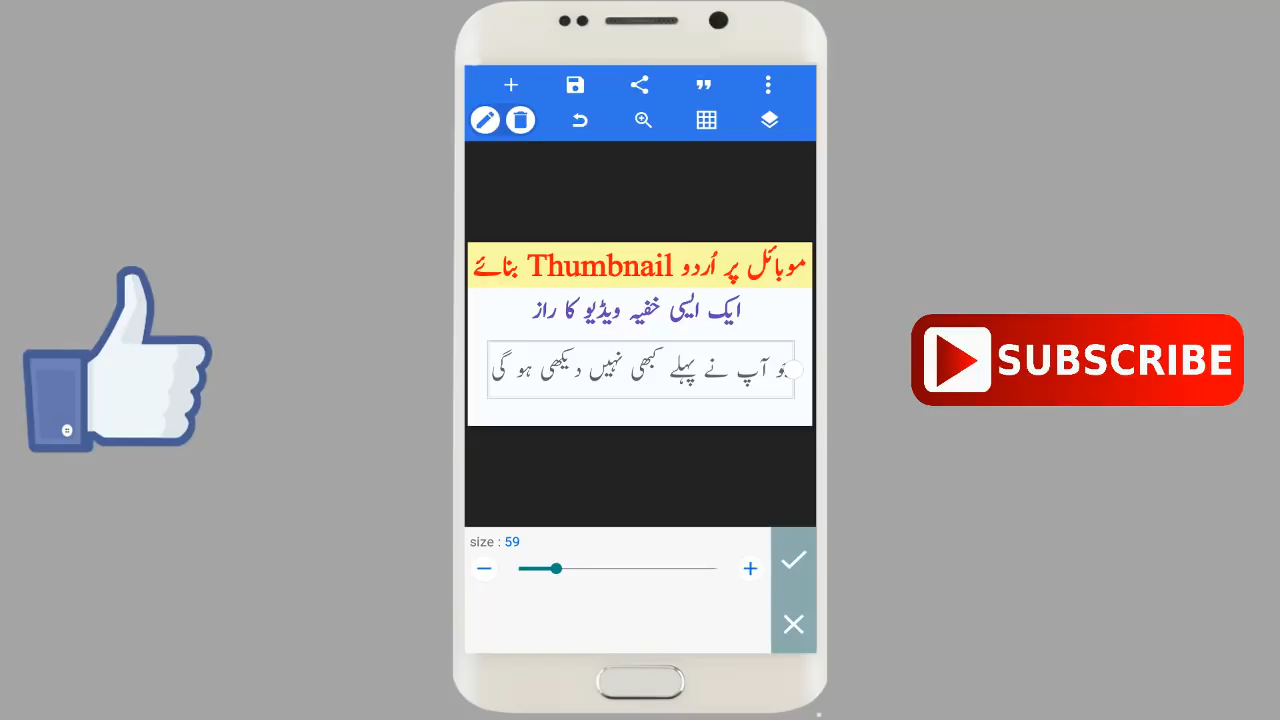 موبائل پر اُردو Thumbnail بنائے
ایک ایسی خفیہ ویڈیو کا راز
آپ نے پہلے کبھی نہیں دیکھی ہو گی
size : 59
SUBSCRIBE